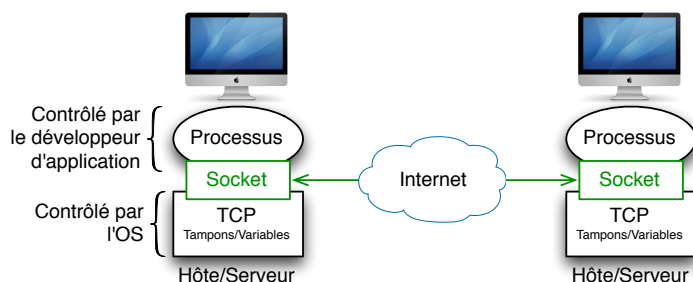 Contrôlé par
le développeur
d'application
Processus
Socket
Contrôlé par
l'OS
TCP
Tampons/Variables
Hôte/Serveur
Internet
Processus
Socket
TCP
Tampons/Variables
Hôte/Serveur